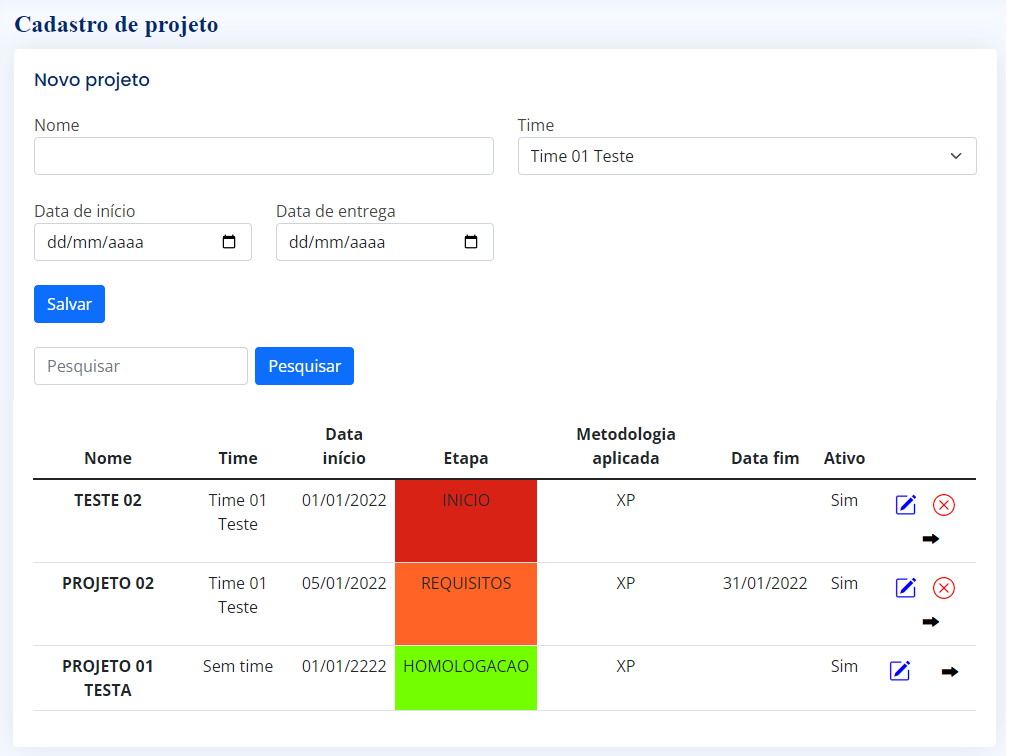 Cadastro de projeto
Novo projeto
Nome
Time
Time 01 Teste
Data de início
Data de entrega
dd/mm/aaaa
dd/mm/aaaa
Salvar
Pesquisar
Pesquisar
Nome Time Data início Etapa Metodologia aplicada Data fim Ativo
TESTE 02 Time 01 Teste 01/01/2022 INICIO XP Sim
PROJETO 02 Time 01 Teste 05/01/2022 REQUISITOS XP 31/01/2022 Sim
PROJETO 01 TESTA Sem time 01/01/2222 HOMOLOGACAO XP Sim